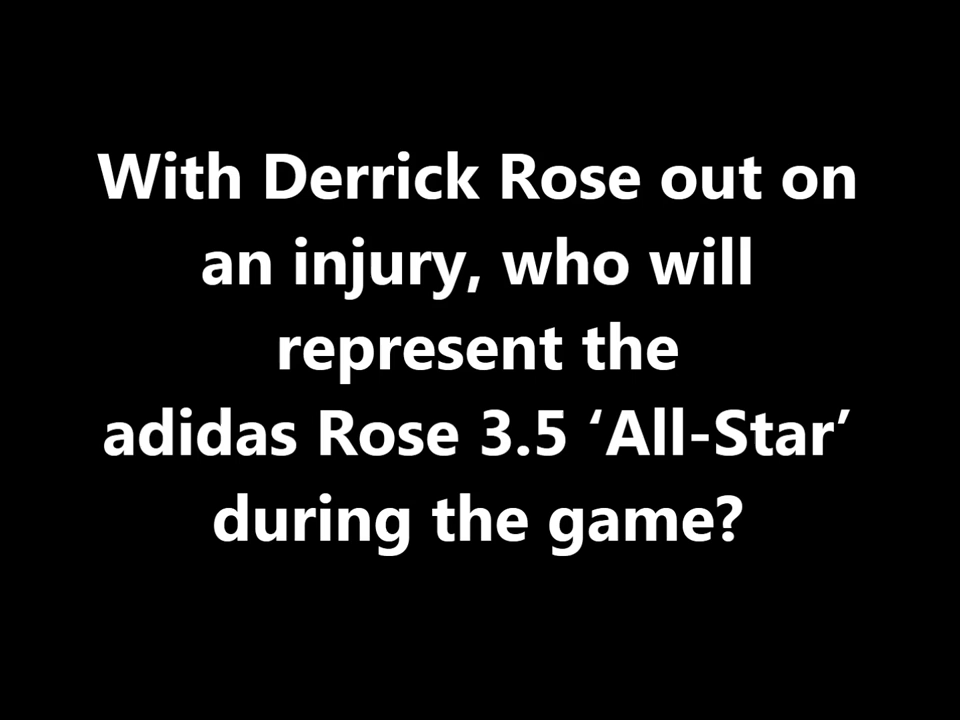 With Derrick Rose out on
an injury, who will
represent the
adidas Rose 3.5 ‘All-Star’
during the game?